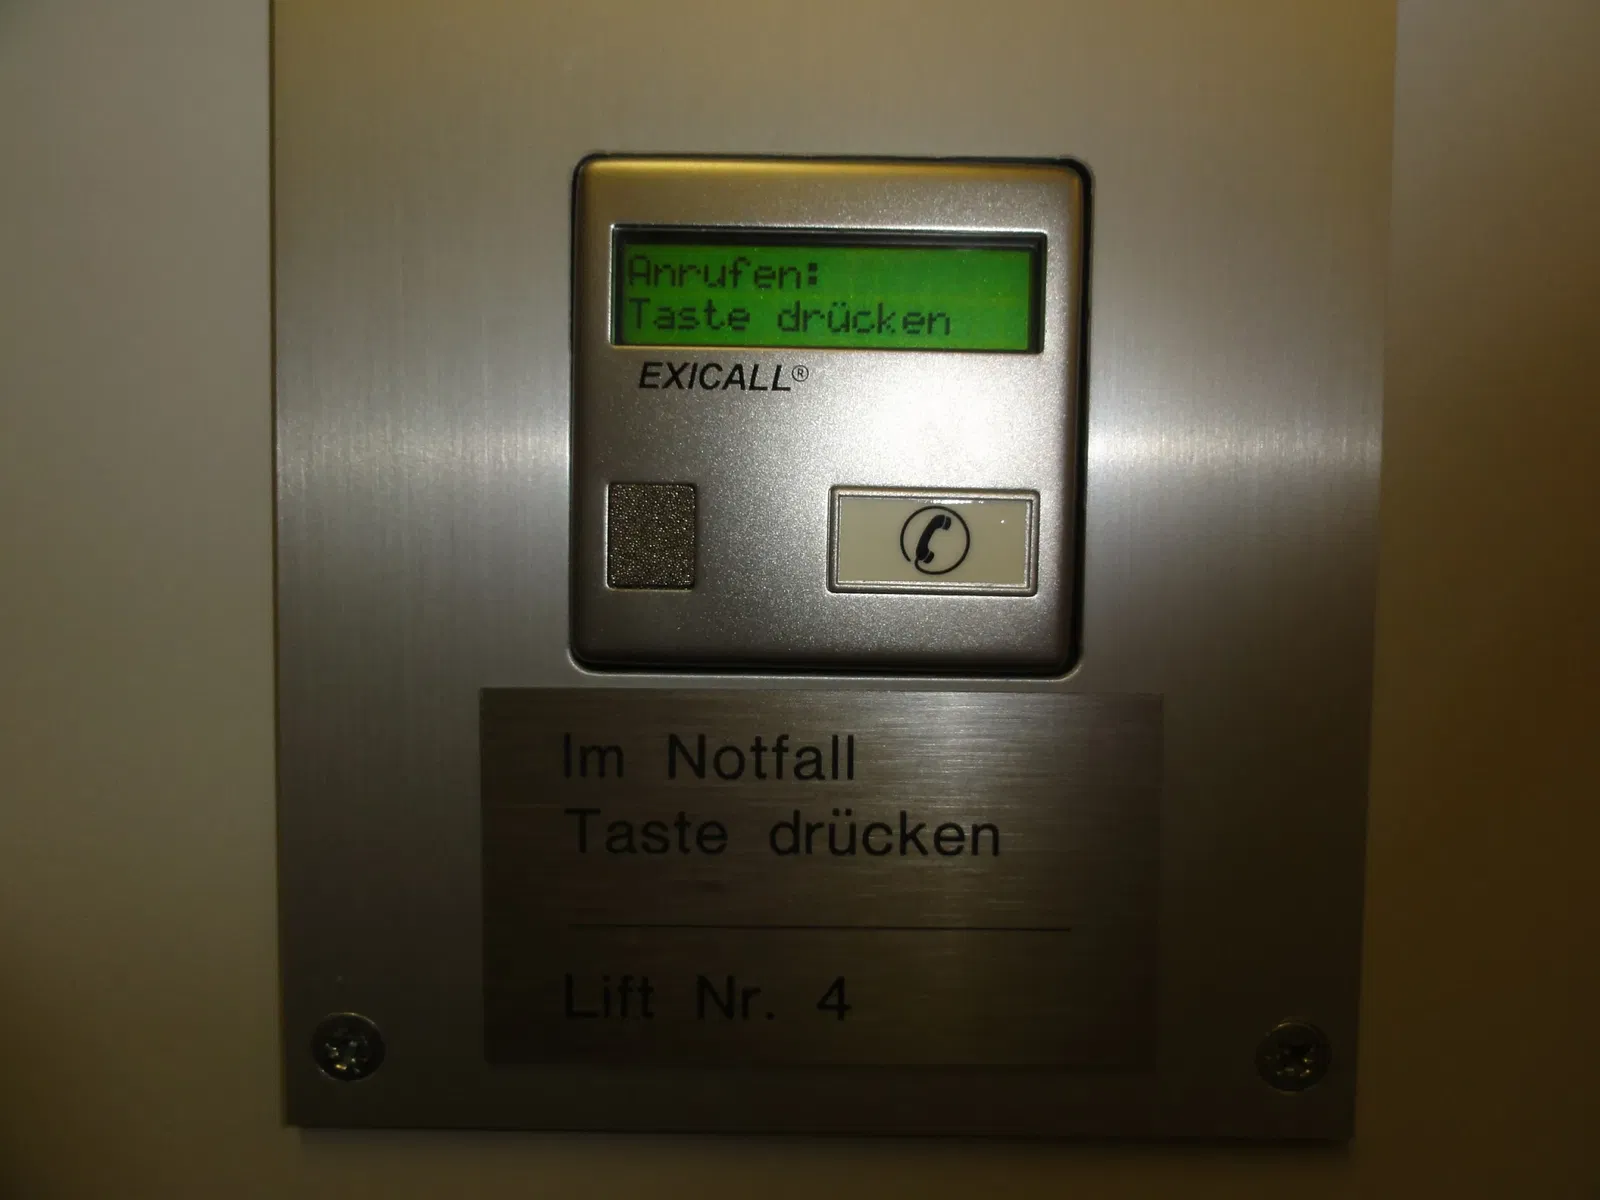 Anrufen:
Taste drücken
EXICALL®
Im Notfall
Taste drücken
Lift Nr. 4